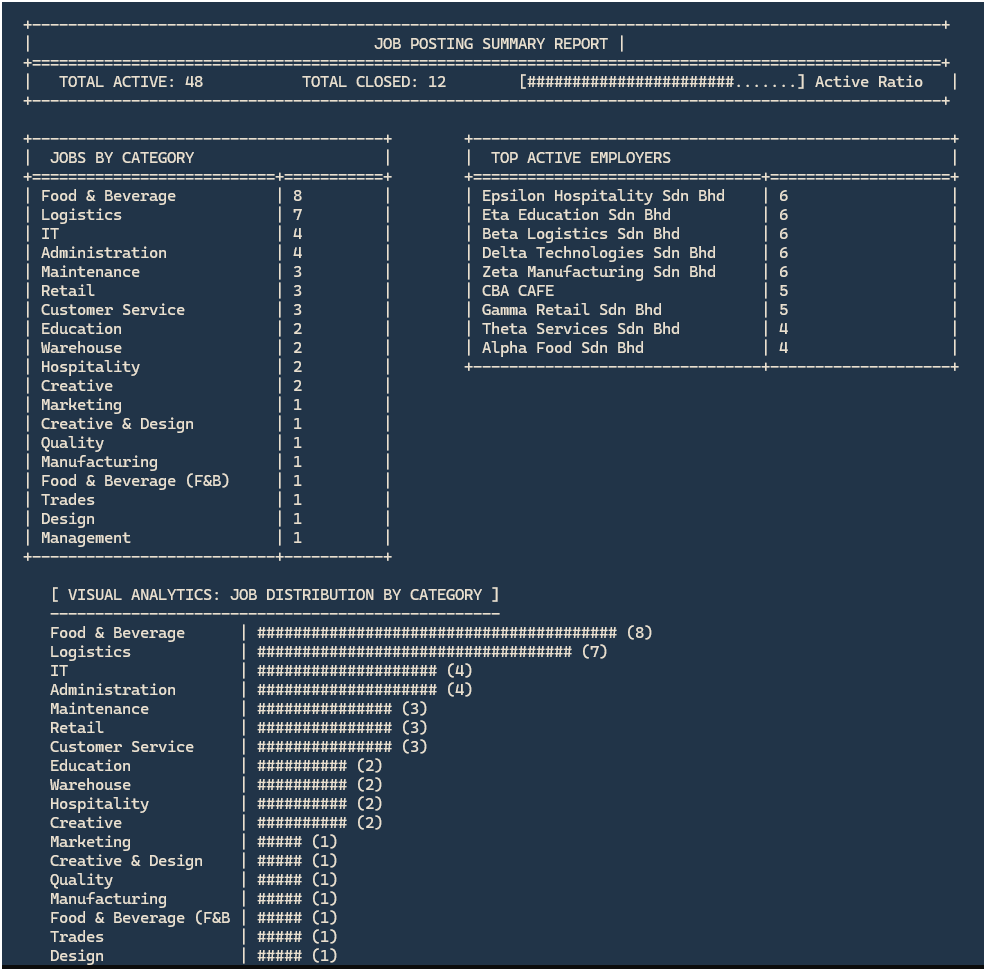 JOB POSTING SUMMARY REPORT
TOTAL ACTIVE: 48 TOTAL CLOSED: 12 [#######################.......] Active Ratio
JOBS BY CATEGORY
Food & Beverage | 8
Logistics | 7
IT | 4
Administration | 4
Maintenance | 3
Retail | 3
Customer Service | 3
Education | 2
Warehouse | 2
Hospitality | 2
Creative | 2
Marketing | 1
Creative & Design | 1
Quality | 1
Manufacturing | 1
Food & Beverage (F&B) | 1
Trades | 1
Design | 1
Management | 1
TOP ACTIVE EMPLOYERS
Epsilon Hospitality Sdn Bhd | 6
Eta Education Sdn Bhd | 6
Beta Logistics Sdn Bhd | 6
Delta Technologies Sdn Bhd | 6
Zeta Manufacturing Sdn Bhd | 6
CBA CAFE | 5
Gamma Retail Sdn Bhd | 5
Theta Services Sdn Bhd | 4
Alpha Food Sdn Bhd | 4
[ VISUAL ANALYTICS: JOB DISTRIBUTION BY CATEGORY ]
Food & Beverage | ######################################## (8)
Logistics | ################################### (7)
IT | #################### (4)
Administration | #################### (4)
Maintenance | ############### (3)
Retail | ############### (3)
Customer Service | ############### (3)
Education | ########## (2)
Warehouse | ########## (2)
Hospitality | ########## (2)
Creative | ########## (2)
Marketing | ##### (1)
Creative & Design | ##### (1)
Quality | ##### (1)
Manufacturing | ##### (1)
Food & Beverage (F&B | ##### (1)
Trades | ##### (1)
Design | ##### (1)